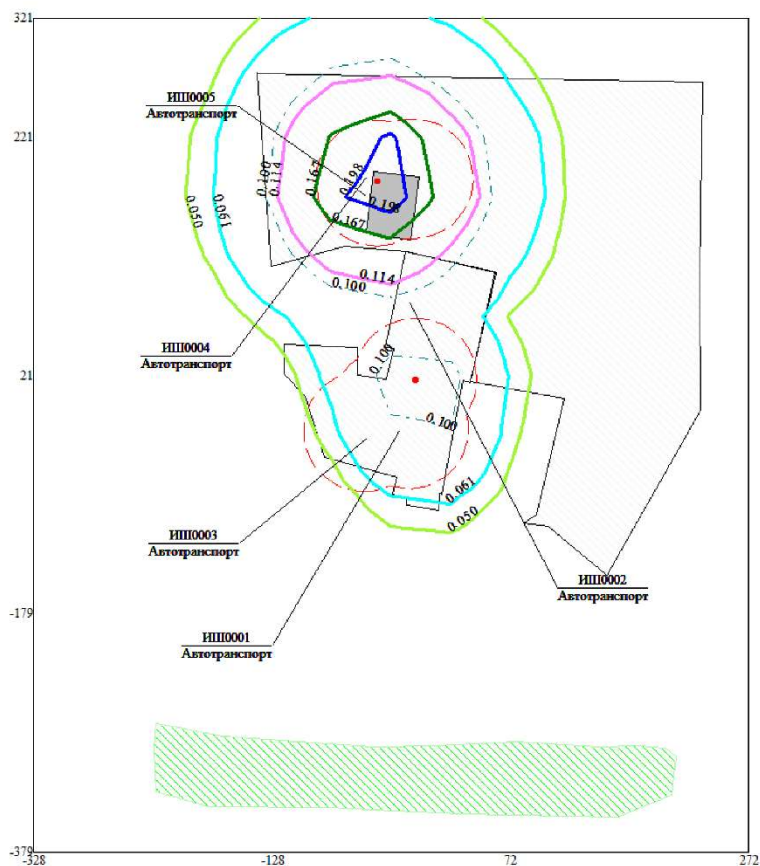 321
ИШ0005
Автотранспорт
221
0.100
0.114
0.167
0.198
0.198
0.050
0.061
0.167
0.114
0.100
ИШ0004
Автотранспорт
0.100
21
0.100
0.061
0.050
ИШ0003
Автотранспорт
ИШ0002
Автотранспорт
-179
ИШ0001
Автотранспорт
-379
-328
-128
72
272